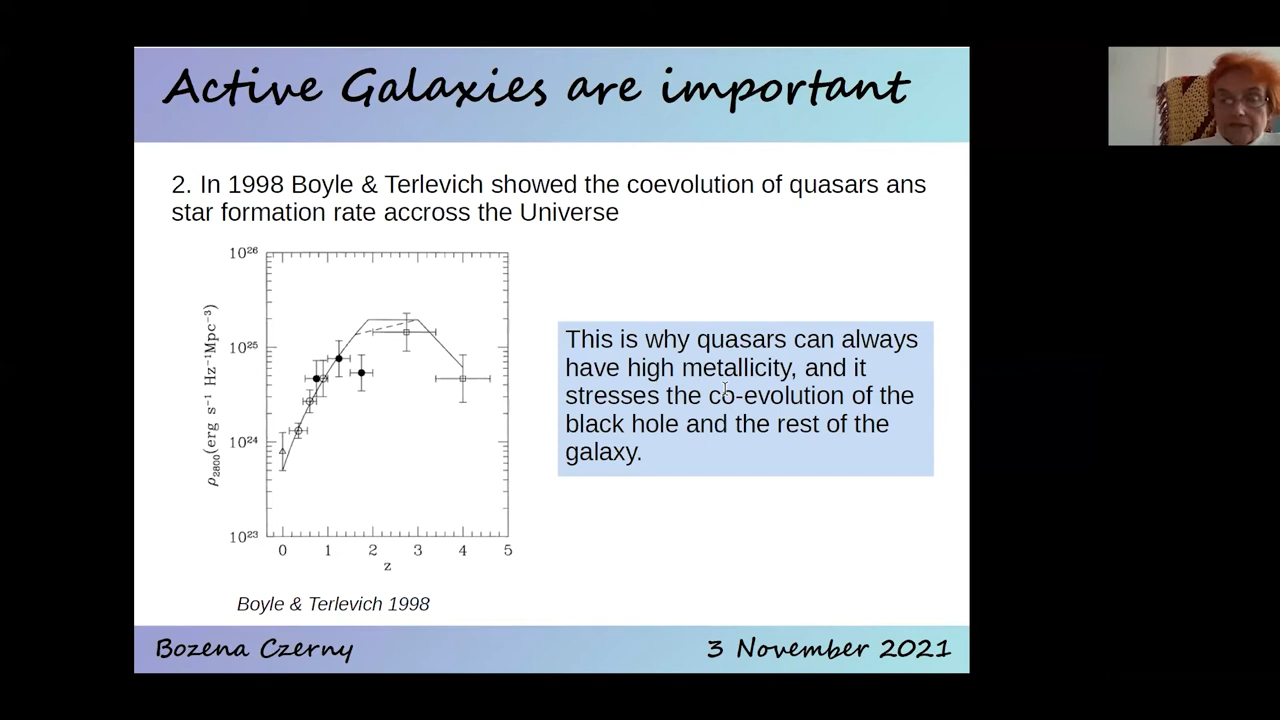 Active Galaxies are important
2. In 1998 Boyle & Terlevich showed the coevolution of quasars ans
star formation rate accross the Universe
10²⁶
10²⁵
10²⁴
10²³
ρ₂₈₀₀(erg s⁻¹ Hz⁻¹Mpc⁻³)
0 1 2 3 4 5
z
This is why quasars can always
have high metallicity, and it
stresses the co-evolution of the
black hole and the rest of the
galaxy.
Boyle & Terlevich 1998
Bozena Czerny
3 November 2021